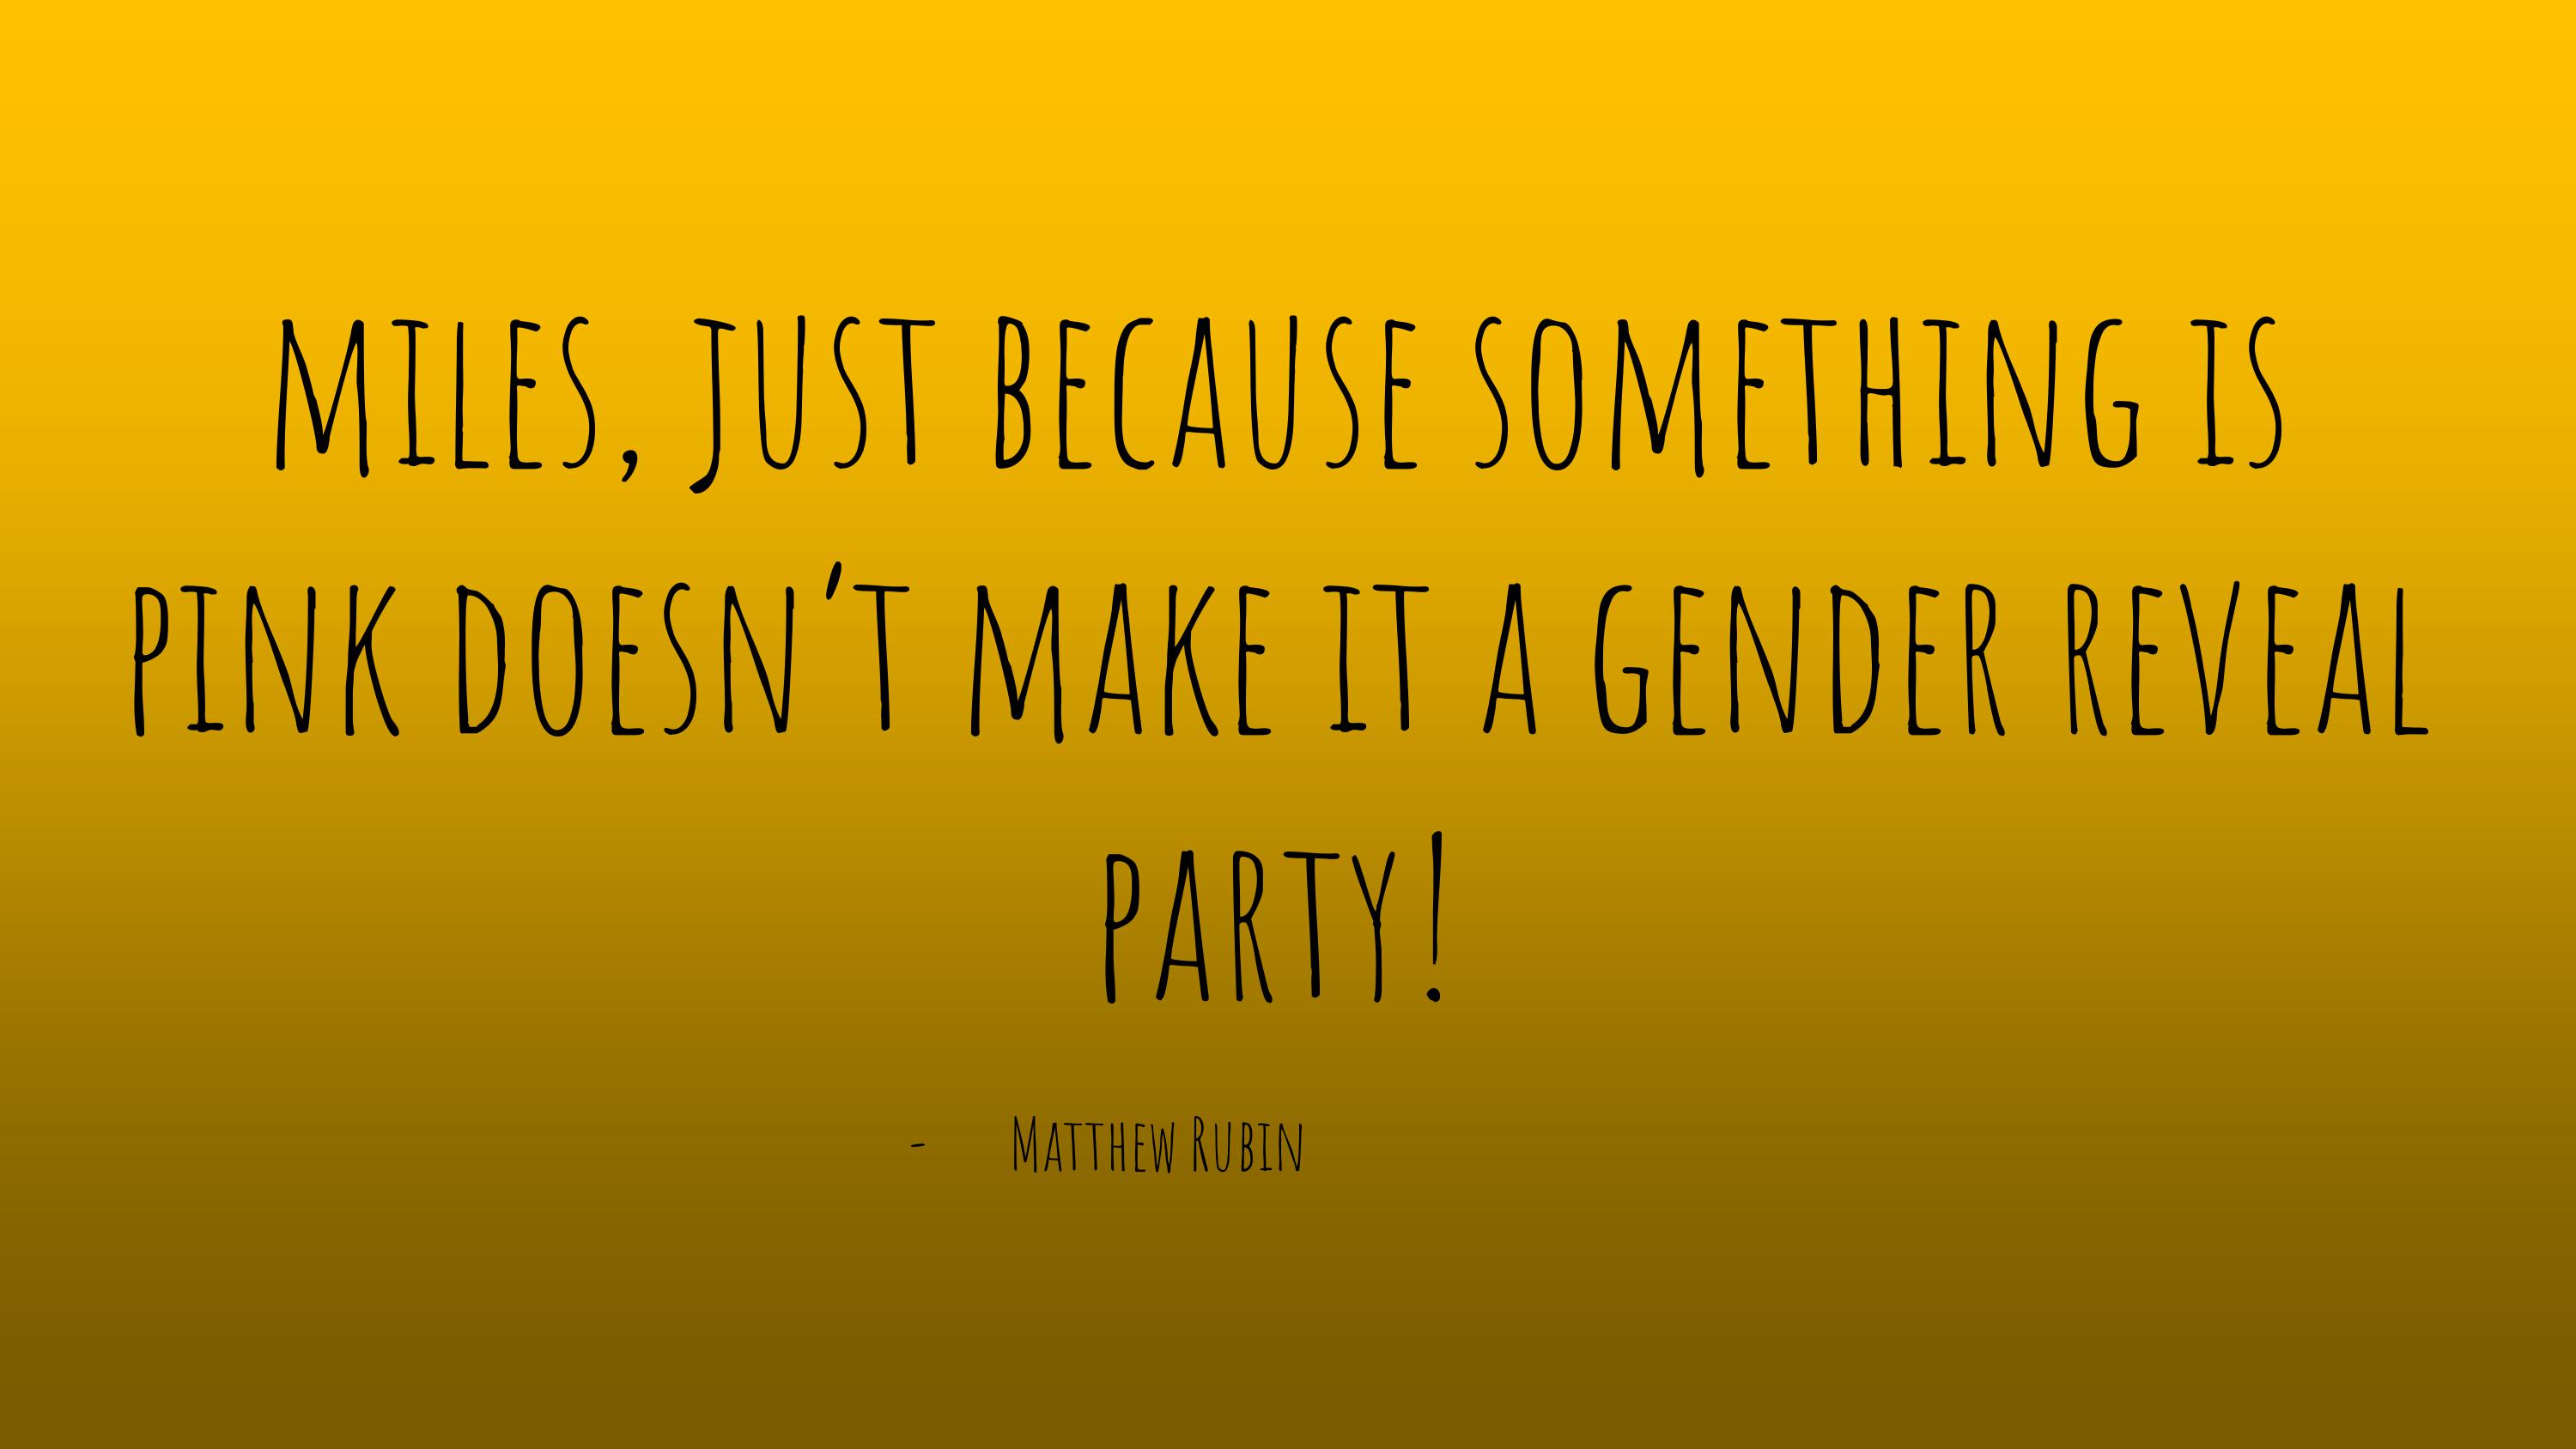 MILES, JUST BECAUSE SOMETHING IS
PINK DOESN'T MAKE IT A GENDER REVEAL
PARTY!
- MATTHEW RUBIN